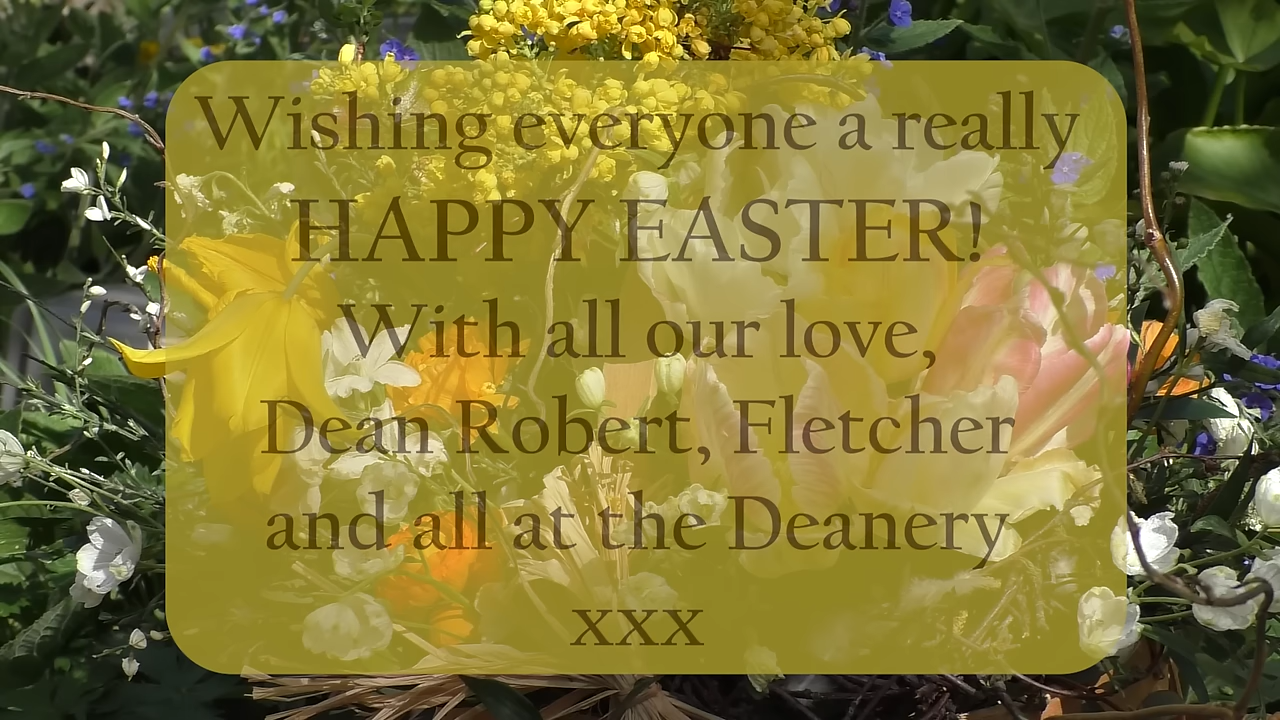 Wishing everyone a really
HAPPY EASTER!
With all our love,
Dean Robert, Fletcher
and all at the Deanery
xxx